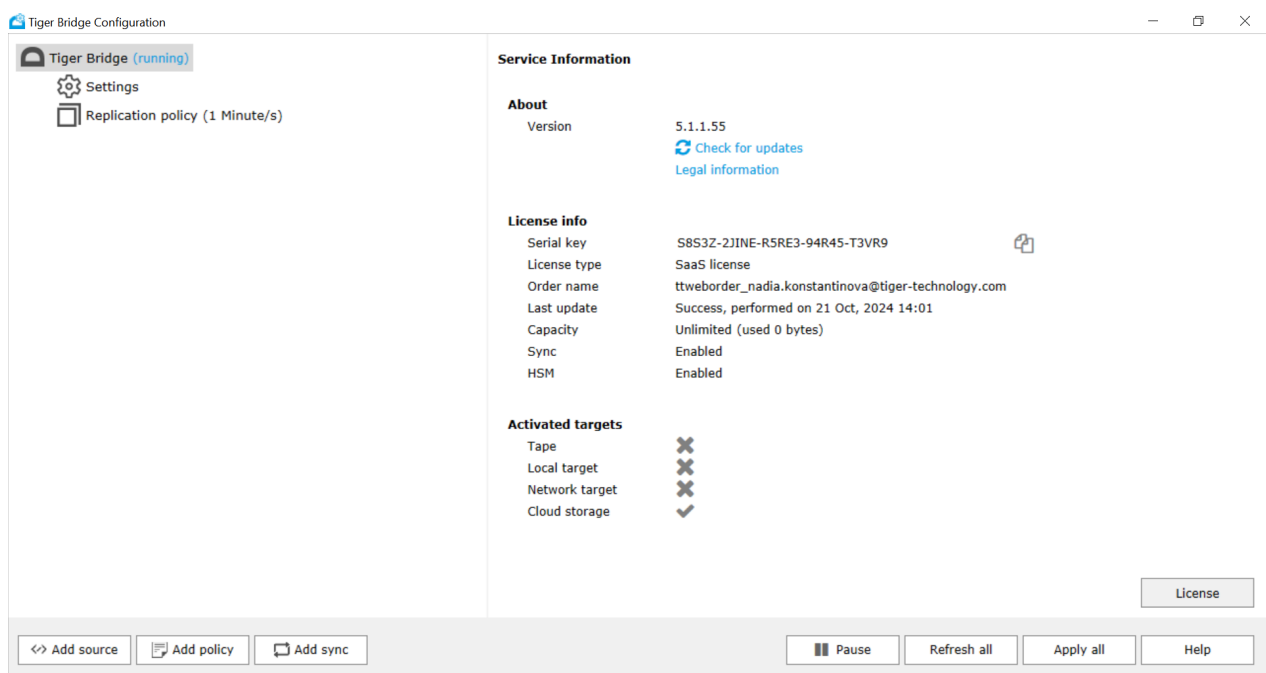 Tiger Bridge Configuration
Tiger Bridge (running)
Settings
Replication policy (1 Minute/s)
Service Information
About
Version 5.1.1.55
Check for updates
Legal information
License info
Serial key S8S3Z-2JINE-R5RE3-94R45-T3VR9
License type SaaS license
Order name ttweborder_nadia.konstantinova@tiger-technology.com
Last update Success, performed on 21 Oct, 2024 14:01
Capacity Unlimited (used 0 bytes)
Sync Enabled
HSM Enabled
Activated targets
Tape
Local target
Network target
Cloud storage
License
Add source Add policy Add sync Pause Refresh all Apply all Help